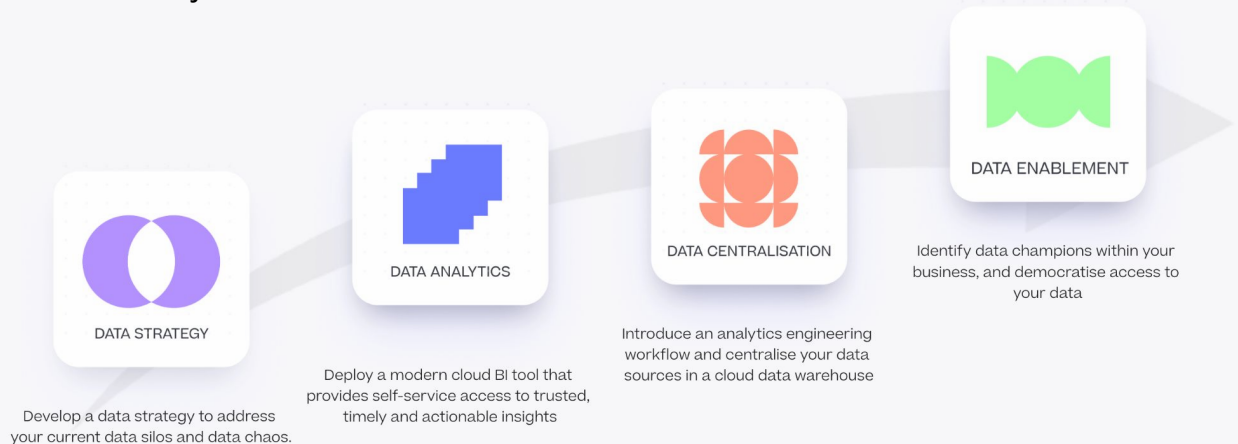 DATA STRATEGY
Develop a data strategy to address
your current data silos and data chaos.
DATA ANALYTICS
Deploy a modern cloud BI tool that
provides self-service access to trusted,
timely and actionable insights
DATA CENTRALISATION
Introduce an analytics engineering
workflow and centralise your data
sources in a cloud data warehouse
DATA ENABLEMENT
Identify data champions within your
business, and democratise access to
your data